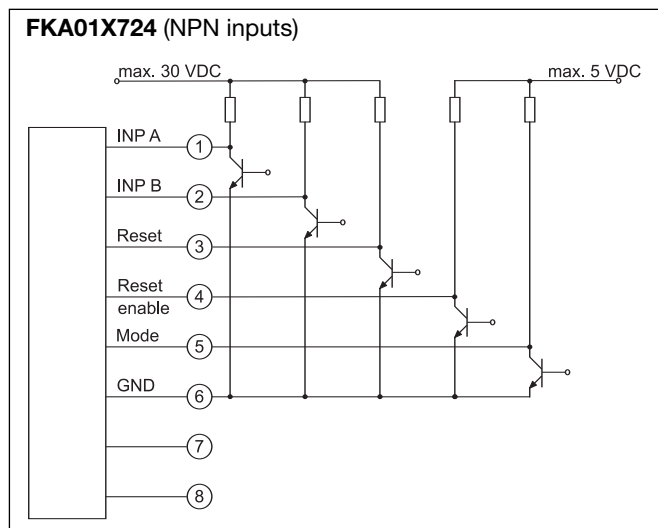 FKA01X724 (NPN inputs)
max. 30 VDC
max. 5 VDC
INP A
1
INP B
2
Reset
3
Reset
enable
4
Mode
5
GND
6
7
8